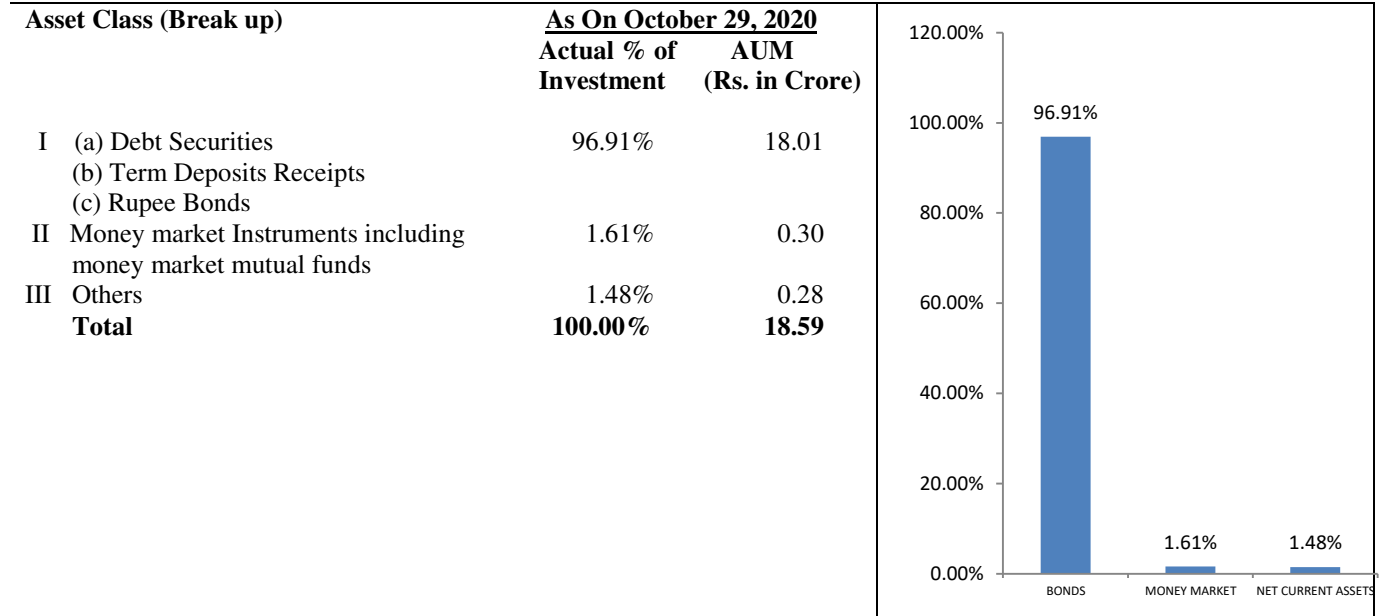 Asset Class (Break up) As On October 29, 2020
Actual % of AUM
Investment (Rs. in Crore)
I (a) Debt Securities 96.91% 18.01
(b) Term Deposits Receipts
(c) Rupee Bonds
II Money market Instruments including 1.61% 0.30
money market mutual funds
III Others 1.48% 0.28
Total 100.00% 18.59
120.00%
100.00%
80.00%
60.00%
40.00%
20.00%
0.00%
96.91%
1.61% 1.48%
BONDS MONEY MARKET NET CURRENT ASSETS